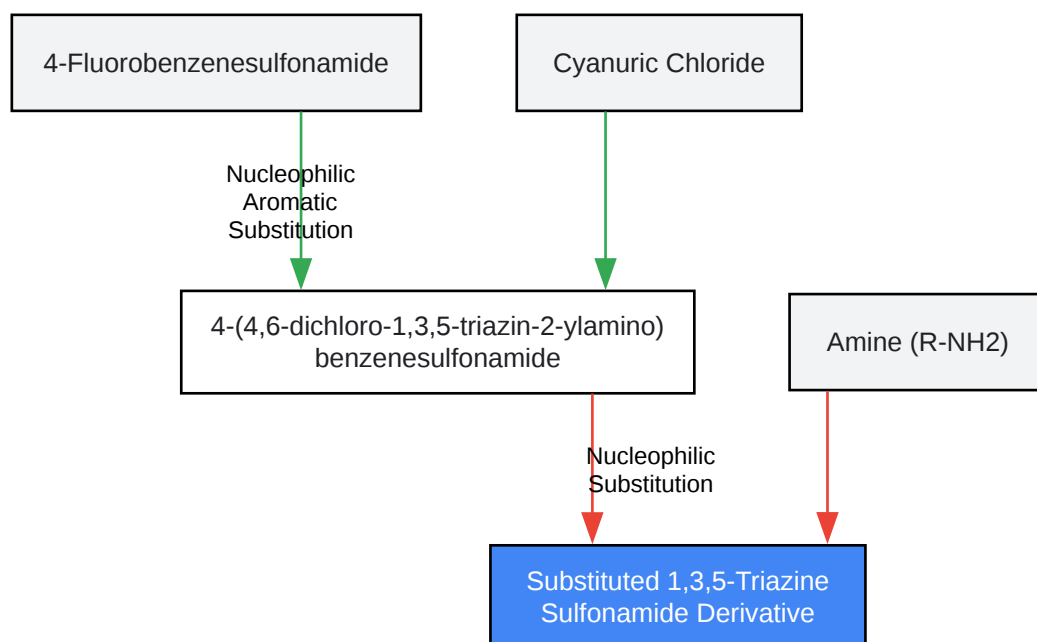 4-Fluorobenzenesulfonamide
Cyanuric Chloride
Nucleophilic
Aromatic
Substitution
4-(4,6-dichloro-1,3,5-triazin-2-ylamino)
benzenesulfonamide
Amine (R-NH2)
Nucleophilic
Substitution
Substituted 1,3,5-Triazine
Sulfonamide Derivative